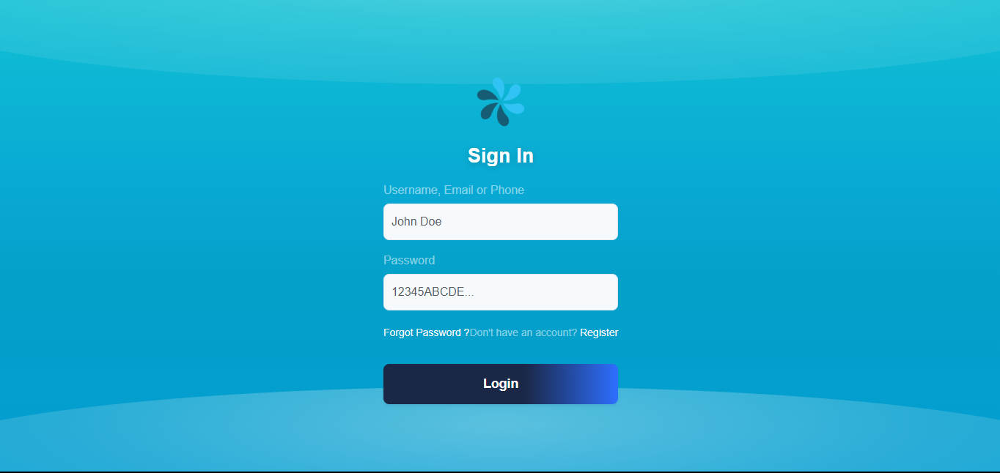 Sign In
Username, Email or Phone
John Doe
Password
12345ABCDE...
Forgot Password ?Don't have an account? Register
Login